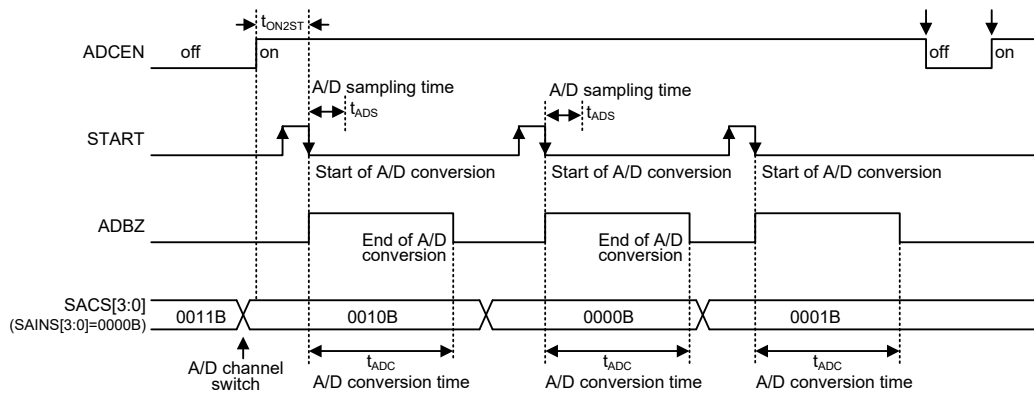 tON2ST
ADCEN
off
on
off
on
A/D sampling time
tADS
A/D sampling time
tADS
START
Start of A/D conversion
Start of A/D conversion
Start of A/D conversion
ADBZ
End of A/D
conversion
End of A/D
conversion
SACS[3:0]
(SAINS[3:0]=0000B)
0011B
0010B
0000B
0001B
A/D channel
switch
tADC
A/D conversion time
tADC
A/D conversion time
tADC
A/D conversion time